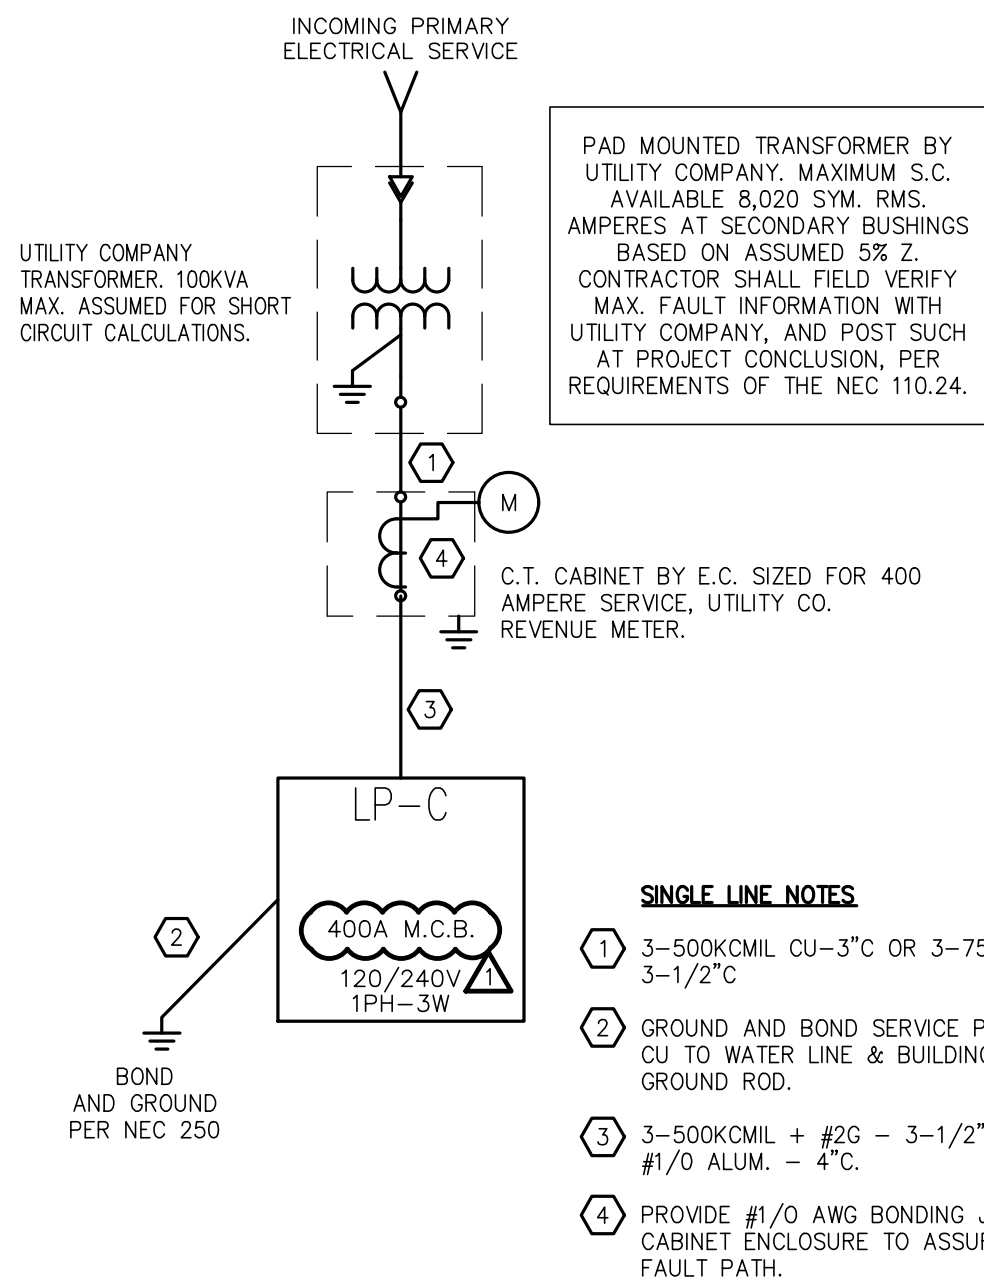 INCOMING PRIMARY
ELECTRICAL SERVICE
PAD MOUNTED TRANSFORMER BY
UTILITY COMPANY. MAXIMUM S.C.
AVAILABLE 8,020 SYM. RMS.
AMPERES AT SECONDARY BUSHINGS
BASED ON ASSUMED 5% Z.
CONTRACTOR SHALL FIELD VERIFY
MAX. FAULT INFORMATION WITH
UTILITY COMPANY, AND POST SUCH
AT PROJECT CONCLUSION, PER
REQUIREMENTS OF THE NEC 110.24.
UTILITY COMPANY
TRANSFORMER. 100KVA
MAX. ASSUMED FOR SHORT
CIRCUIT CALCULATIONS.
1
M
4
C.T. CABINET BY E.C. SIZED FOR 400
AMPERE SERVICE, UTILITY CO.
REVENUE METER.
3
LP-C
400A M.C.B.
120/240V
1
1PH-3W
2
BOND
AND GROUND
PER NEC 250
SINGLE LINE NOTES
1 3-500KCMIL CU-3"C OR 3-75
3-1/2"C
2 GROUND AND BOND SERVICE
CU TO WATER LINE & BUILDING
GROUND ROD.
3 3-500KCMIL + #2G - 3-1/2"
#1/0 ALUM. - 4"C.
4 PROVIDE #1/0 AWG BONDING
CABINET ENCLOSURE TO
FAULT PATH.